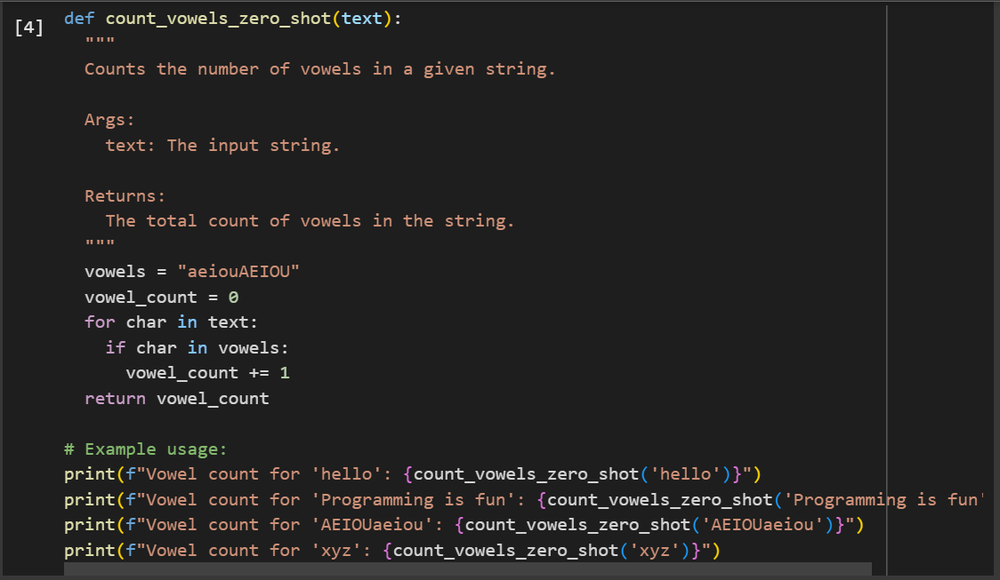 [4]
def count_vowels_zero_shot(text):
  """
  Counts the number of vowels in a given string.

  Args:
    text: The input string.

  Returns:
    The total count of vowels in the string.
  """
  vowels = "aeiouAEIOU"
  vowel_count = 0
  for char in text:
    if char in vowels:
      vowel_count += 1
  return vowel_count

# Example usage:
print(f"Vowel count for 'hello': {count_vowels_zero_shot('hello')}")
print(f"Vowel count for 'Programming is fun': {count_vowels_zero_shot('Programming is fun'
print(f"Vowel count for 'AEIOUaeiou': {count_vowels_zero_shot('AEIOUaeiou')}")
print(f"Vowel count for 'xyz': {count_vowels_zero_shot('xyz')}")